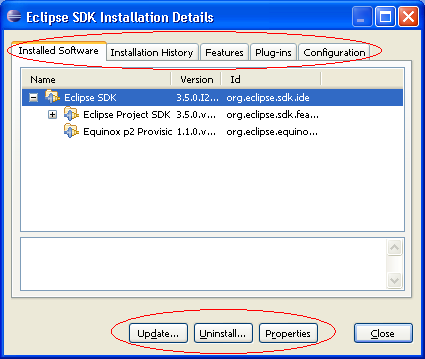 Eclipse SDK Installation Details
Installed Software Installation History Features Plug-ins Configuration
Name Version Id
Eclipse SDK 3.5.0.I2... org.eclipse.sdk.ide
Eclipse Project SDK 3.5.0.v... org.eclipse.sdk.fea...
Equinox p2 Provisic 1.1.0.v... org.eclipse.equino...
Update... Uninstall... Properties Close